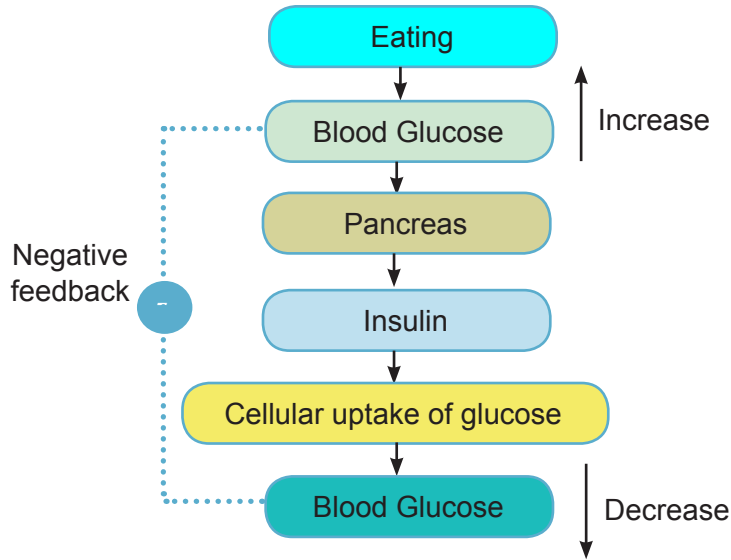 Eating
Blood Glucose
Increase
Pancreas
Negative
feedback
Insulin
Cellular uptake of glucose
Blood Glucose
Decrease